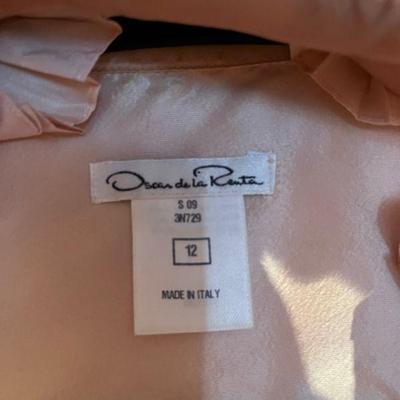 Oscar de la Renta
S 09
3N729
12
MADE IN ITALY